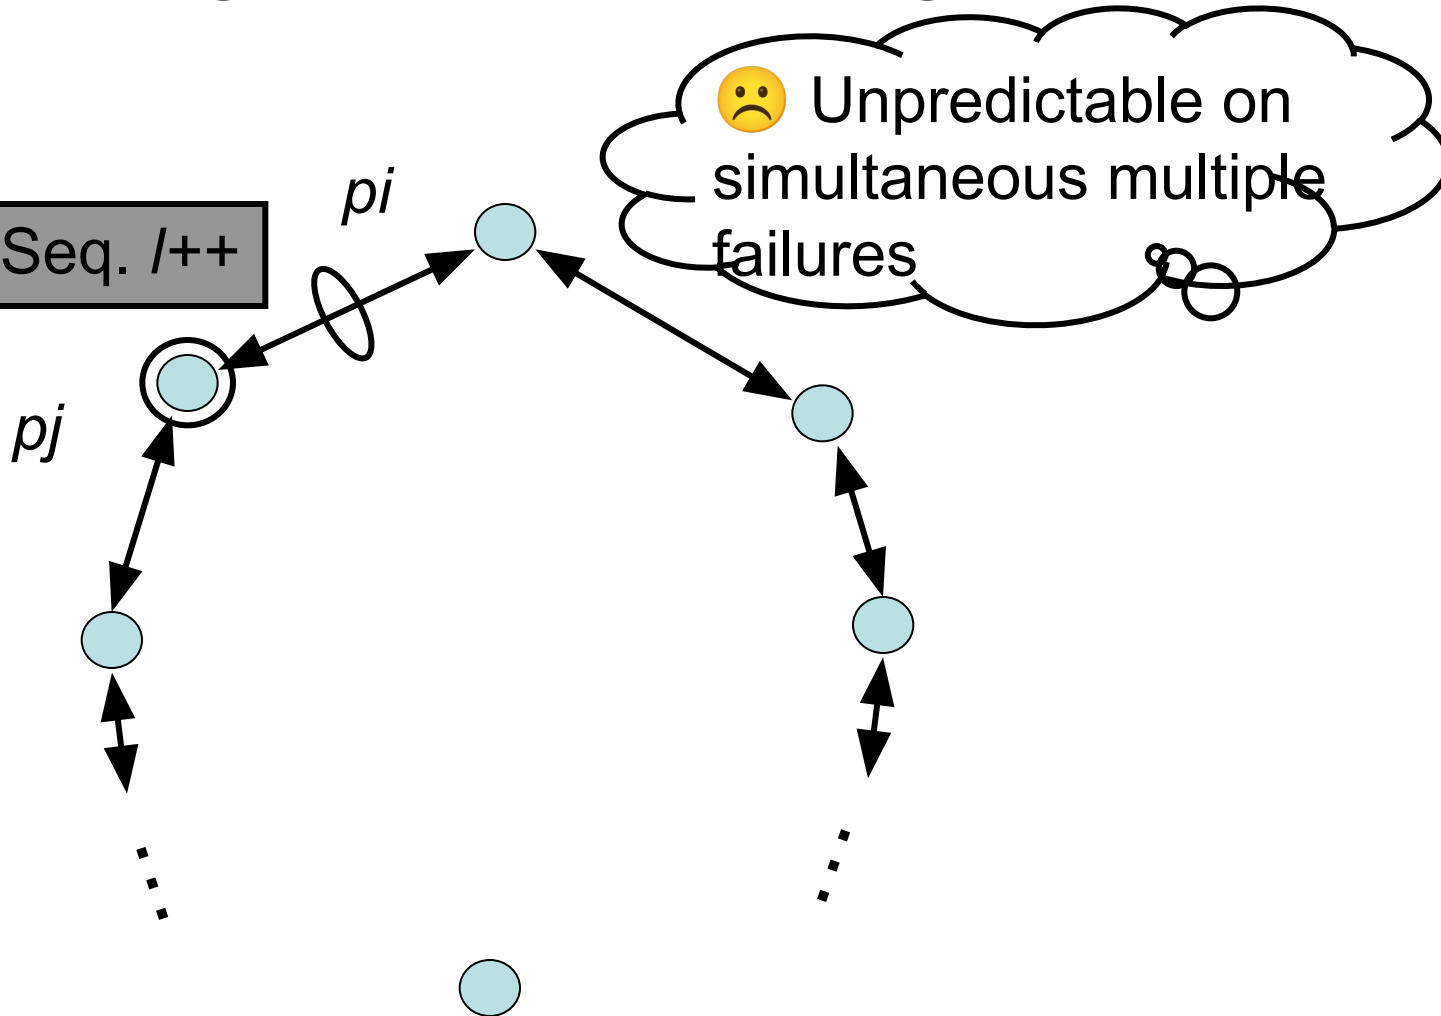 ☹️ Unpredictable on
simultaneous multiple
failures
pi
Seq. l++
pj